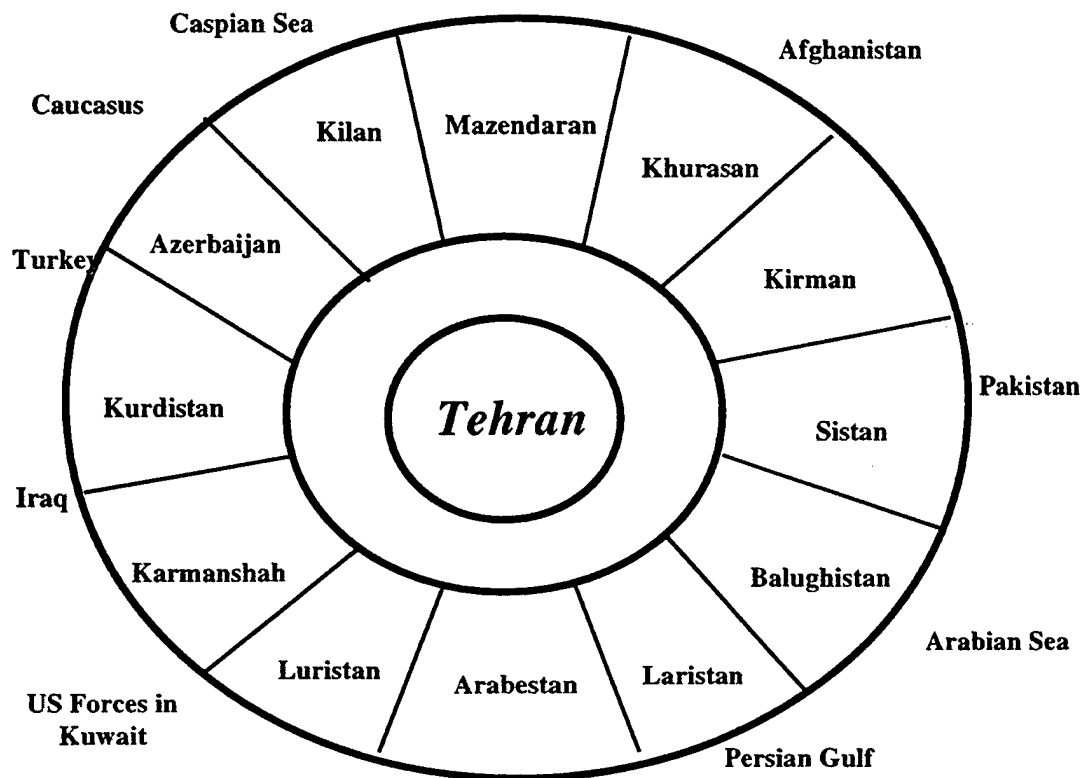 Caspian Sea
Afghanistan
Caucasus
Kilan
Mazendaran
Khurasan
Turkey
Azerbaijan
Kirman
Kurdistan
Tehran
Pakistan
Sistan
Iraq
Karmanshah
Balughistan
Luristan
Arabestan
Laristan
Arabian Sea
US Forces in
Kuwait
Persian Gulf